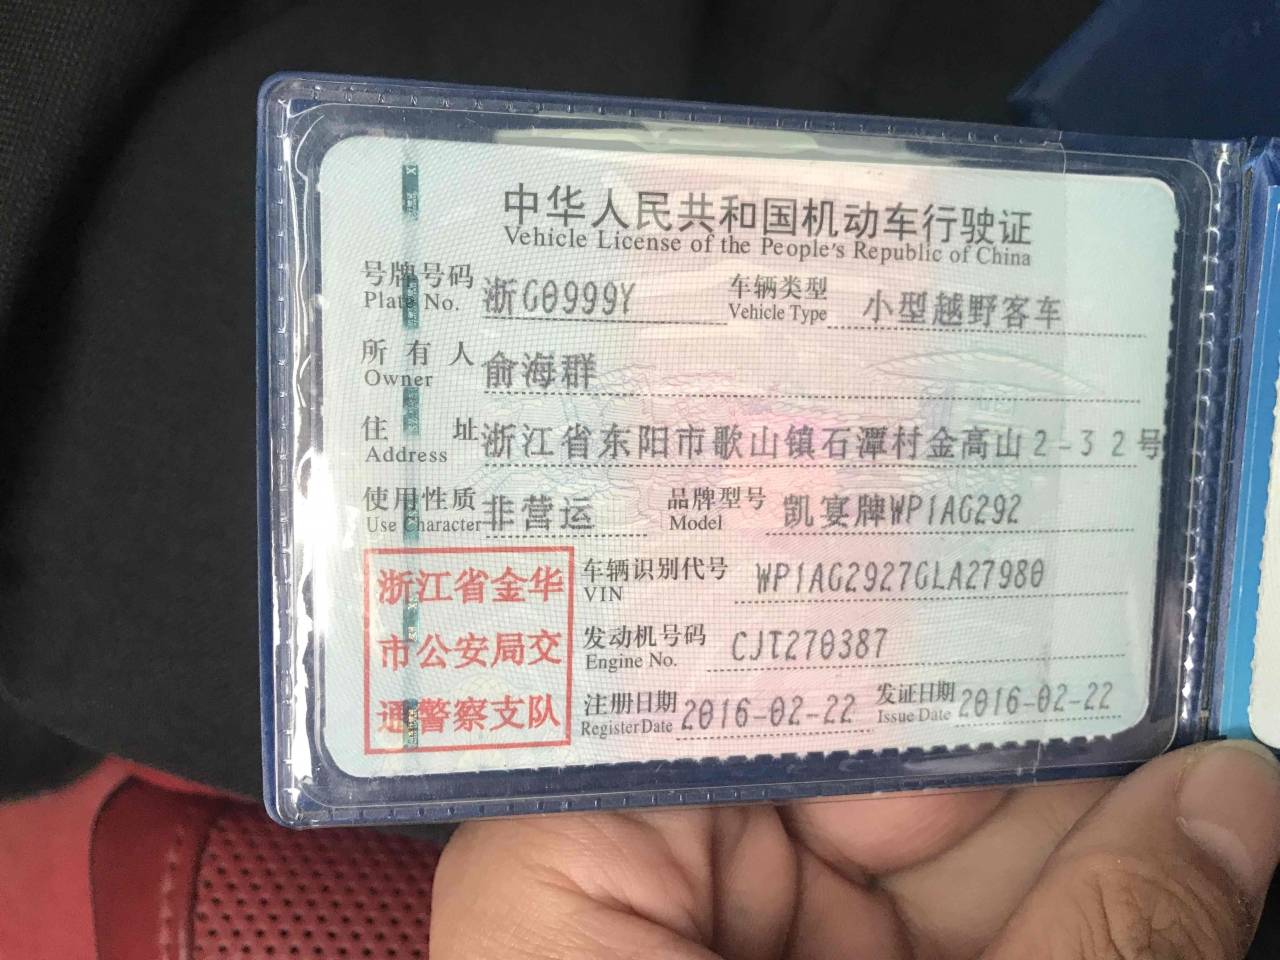 中华人民共和国机动车行驶证
Vehicle License of the People's Republic of China
号牌号码 浙G0999Y 车辆类型 小型越野客车
Plate No. Vehicle Type
所有人 俞海群
Owner
住址 浙江省东阳市歌山镇石潭村金高山2-32号
Address
使用性质 非营运 品牌型号 凯宴牌WP1AG292
Use Character Model
浙江省金华
市公安局交
通警察支队
车辆识别代号 WP1AG2927GLA27980
VIN
发动机号码 CJT270387
Engine No.
注册日期 2016-02-22 发证日期 2016-02-22
Register Date Issue Date